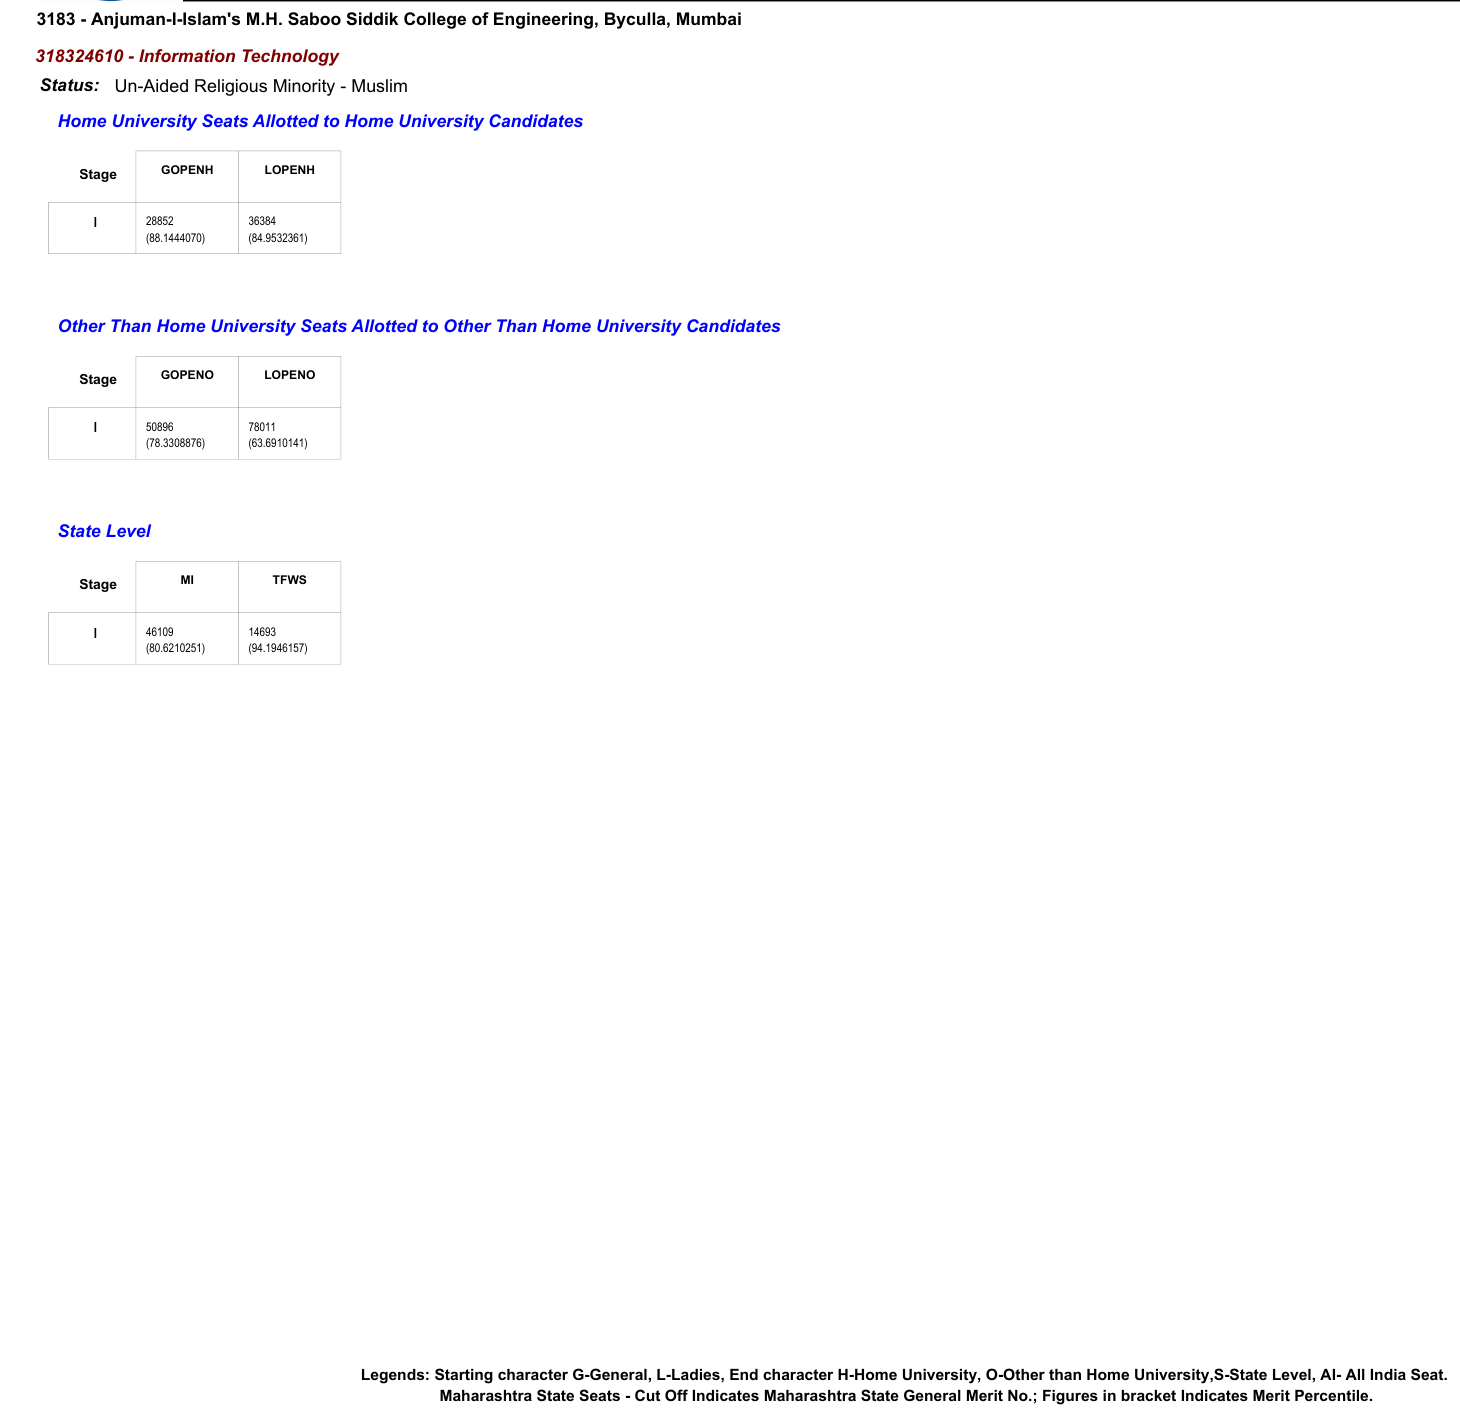 3183 - Anjuman-I-Islam's M.H. Saboo Siddik College of Engineering, Byculla, Mumbai
318324610 - Information Technology
Status: Un-Aided Religious Minority - Muslim
Home University Seats Allotted to Home University Candidates
Stage GOPENH LOPENH
I 28852 36384
(88.1444070) (84.9532361)
Other Than Home University Seats Allotted to Other Than Home University Candidates
Stage GOPENO LOPENO
I 50896 78011
(78.3308876) (63.6910141)
State Level
Stage MI TFWS
I 46109 14693
(80.6210251) (94.1946157)
Legends: Starting character G-General, L-Ladies, End character H-Home University, O-Other than Home University,S-State Level, AI- All India Seat.
Maharashtra State Seats - Cut Off Indicates Maharashtra State General Merit No.; Figures in bracket Indicates Merit Percentile.